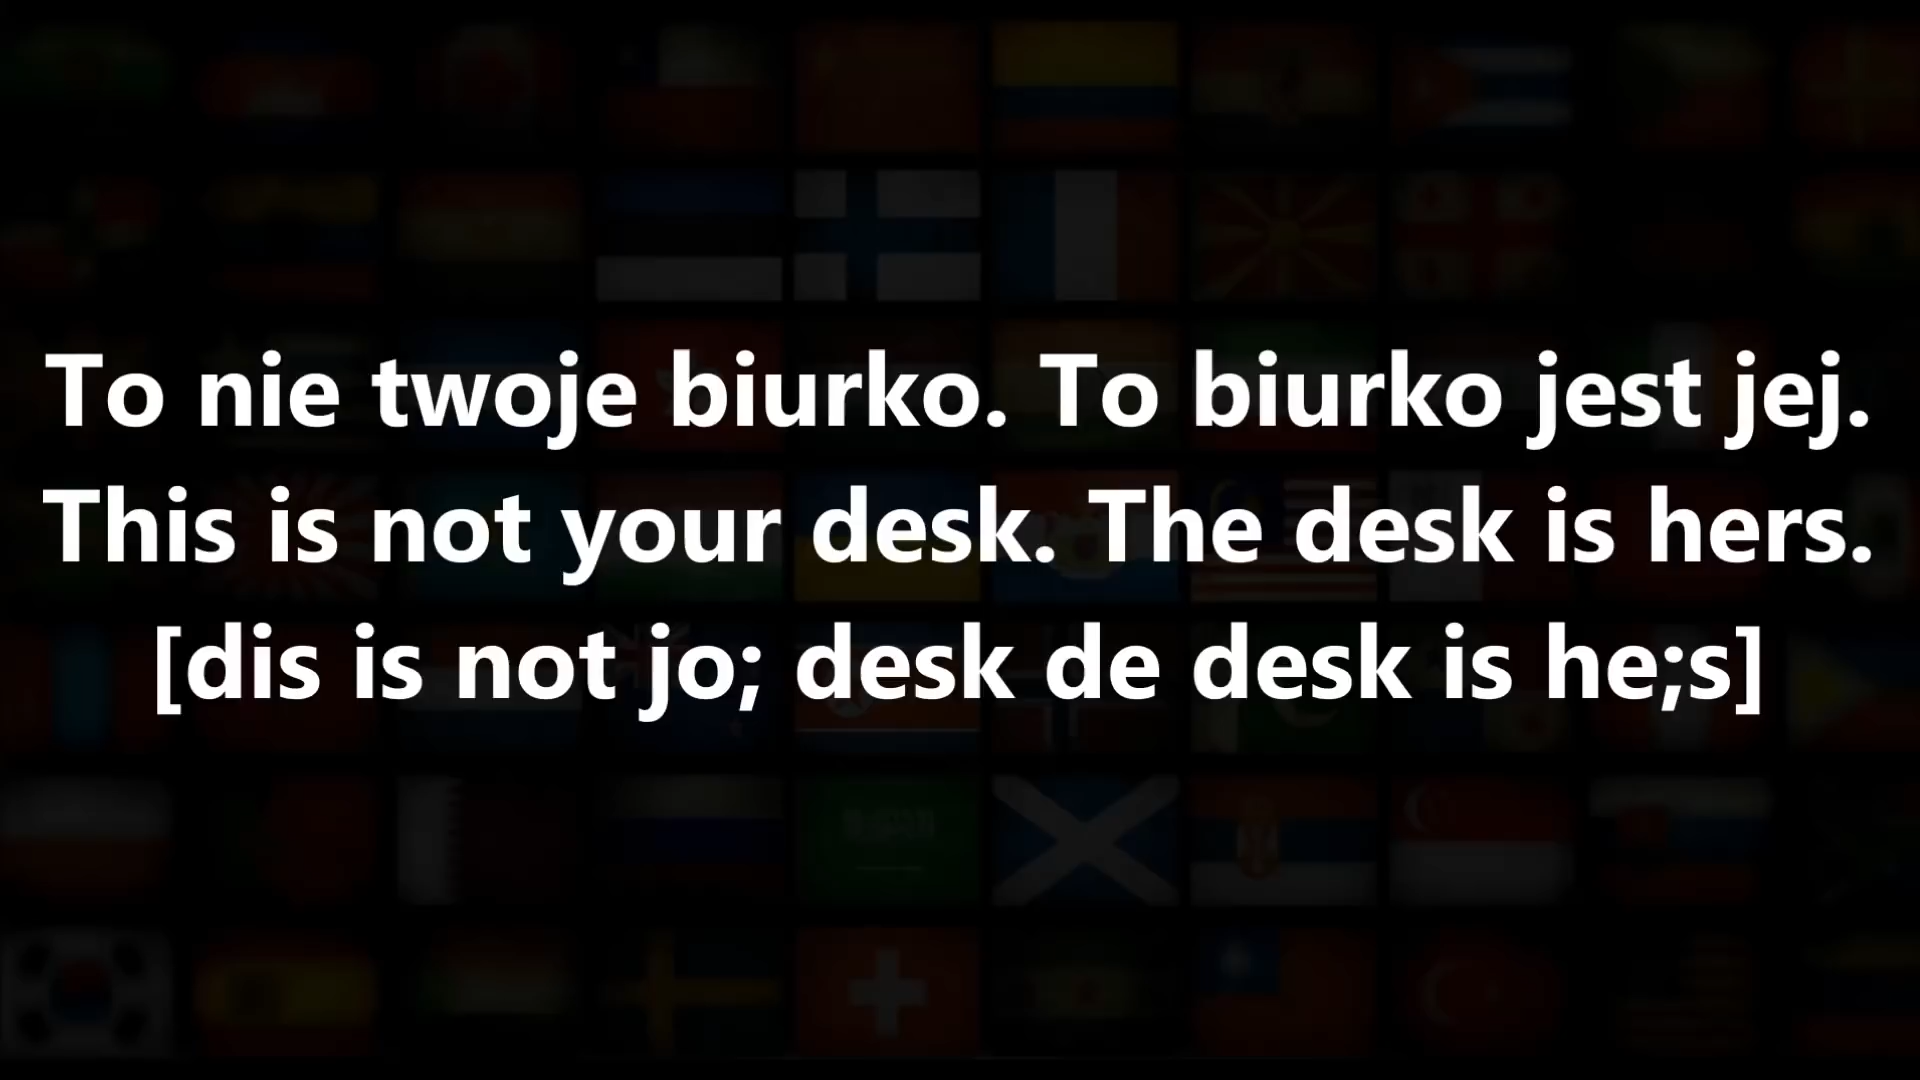 To nie twoje biurko. To biurko jest jej.
This is not your desk. The desk is hers.
[dis is not jo; desk de desk is he;s]